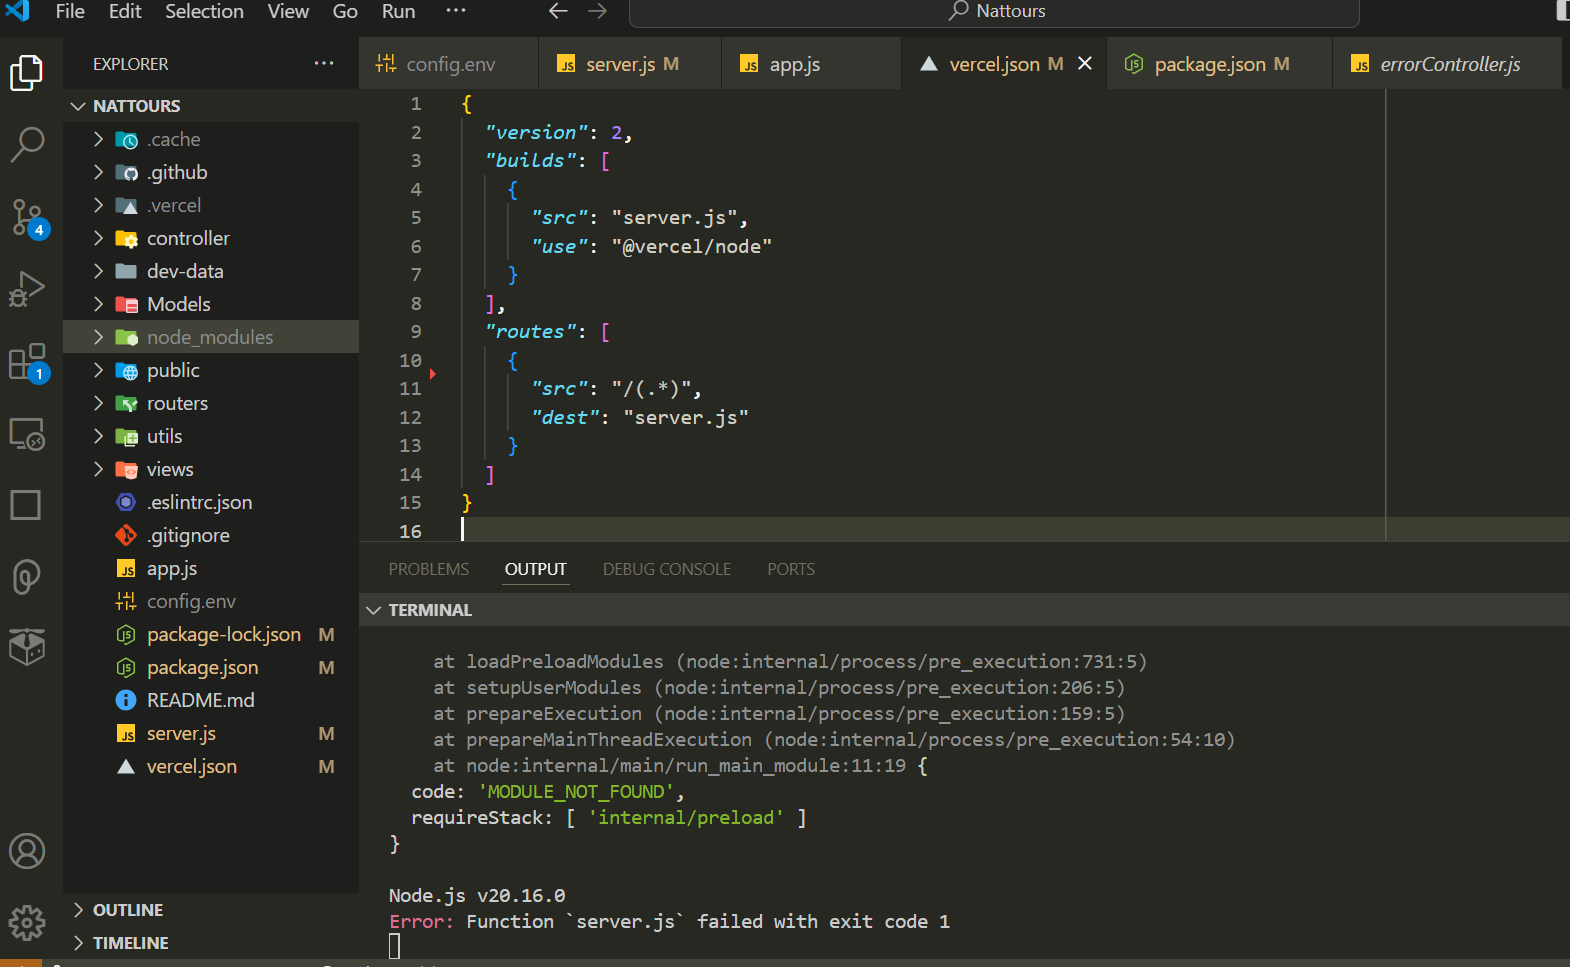 File Edit Selection View Go Run ··· Nattours
EXPLORER ···
config.env server.js M app.js vercel.json M package.json M errorController.js
NATTOURS
.cache
.github
.vercel
controller
dev-data
Models
node_modules
public
routers
utils
views
.eslintrc.json
.gitignore
app.js
config.env
package-lock.json M
package.json M
README.md
server.js M
vercel.json M
OUTLINE
TIMELINE
4
1
1 {
2 "version": 2,
3 "builds": [
4 {
5 "src": "server.js",
6 "use": "@vercel/node"
7 }
8 ],
9 "routes": [
10 {
11 "src": "/(.*)",
12 "dest": "server.js"
13 }
14 ]
15 }
16
PROBLEMS OUTPUT DEBUG CONSOLE PORTS
TERMINAL
at loadPreloadModules (node:internal/process/pre_execution:731:5)
at setupUserModules (node:internal/process/pre_execution:206:5)
at prepareExecution (node:internal/process/pre_execution:159:5)
at prepareMainThreadExecution (node:internal/process/pre_execution:54:10)
at node:internal/main/run_main_module:11:19 {
code: 'MODULE_NOT_FOUND',
requireStack: [ 'internal/preload' ]
}
Node.js v20.16.0
Error: Function `server.js` failed with exit code 1